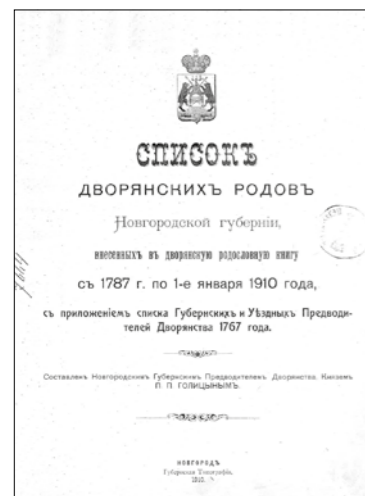 СПИСОКЪ
ДВОРЯНСКИХЪ РОДОВЪ
Новгородской губерніи,
внесенныхъ въ дворянскую родословную книгу
съ 1787 г. по 1-е января 1910 года,
съ приложеніемъ списка Губернскихъ и Уѣздныхъ Предводи-
телей Дворянства 1767 года.
Составленъ Новгородскимъ Губернскимъ Предводителемъ Дворянства, Княземъ
П. П. ГОЛИЦЫНЫМЪ.
НОВГОРОДЪ
Губернская Типографія.
1910.